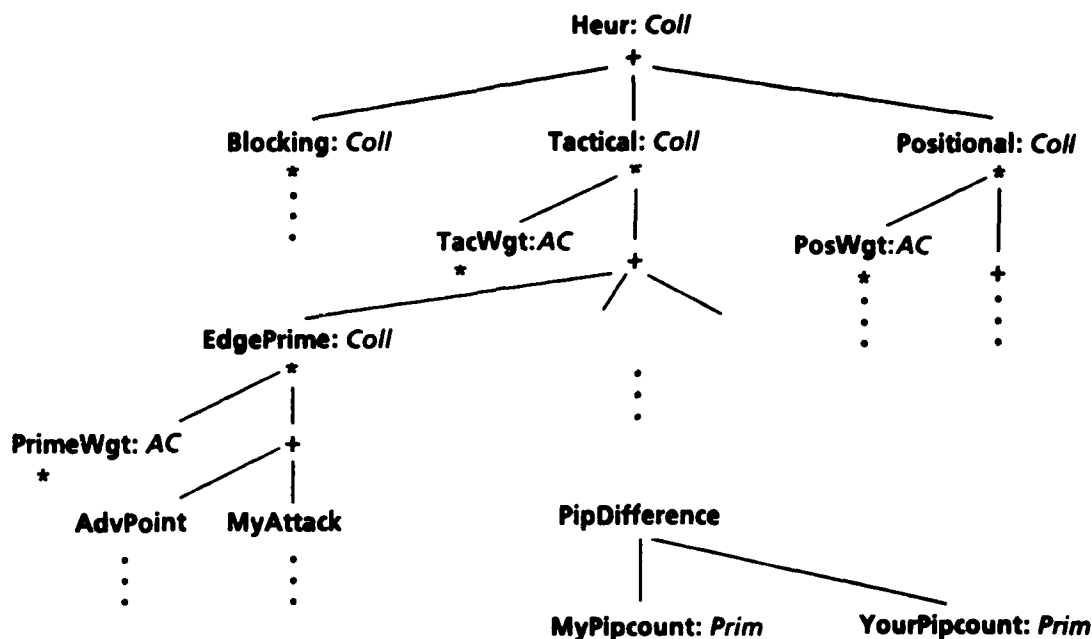 Heur: Coll
+
Blocking: Coll Tactical: Coll Positional: Coll
* * *
TacWgt:AC PosWgt:AC
* + * +
EdgePrime: Coll
*
PrimeWgt: AC +
*
AdvPoint MyAttack PipDifference
MyPipcount: Prim YourPipcount: Prim